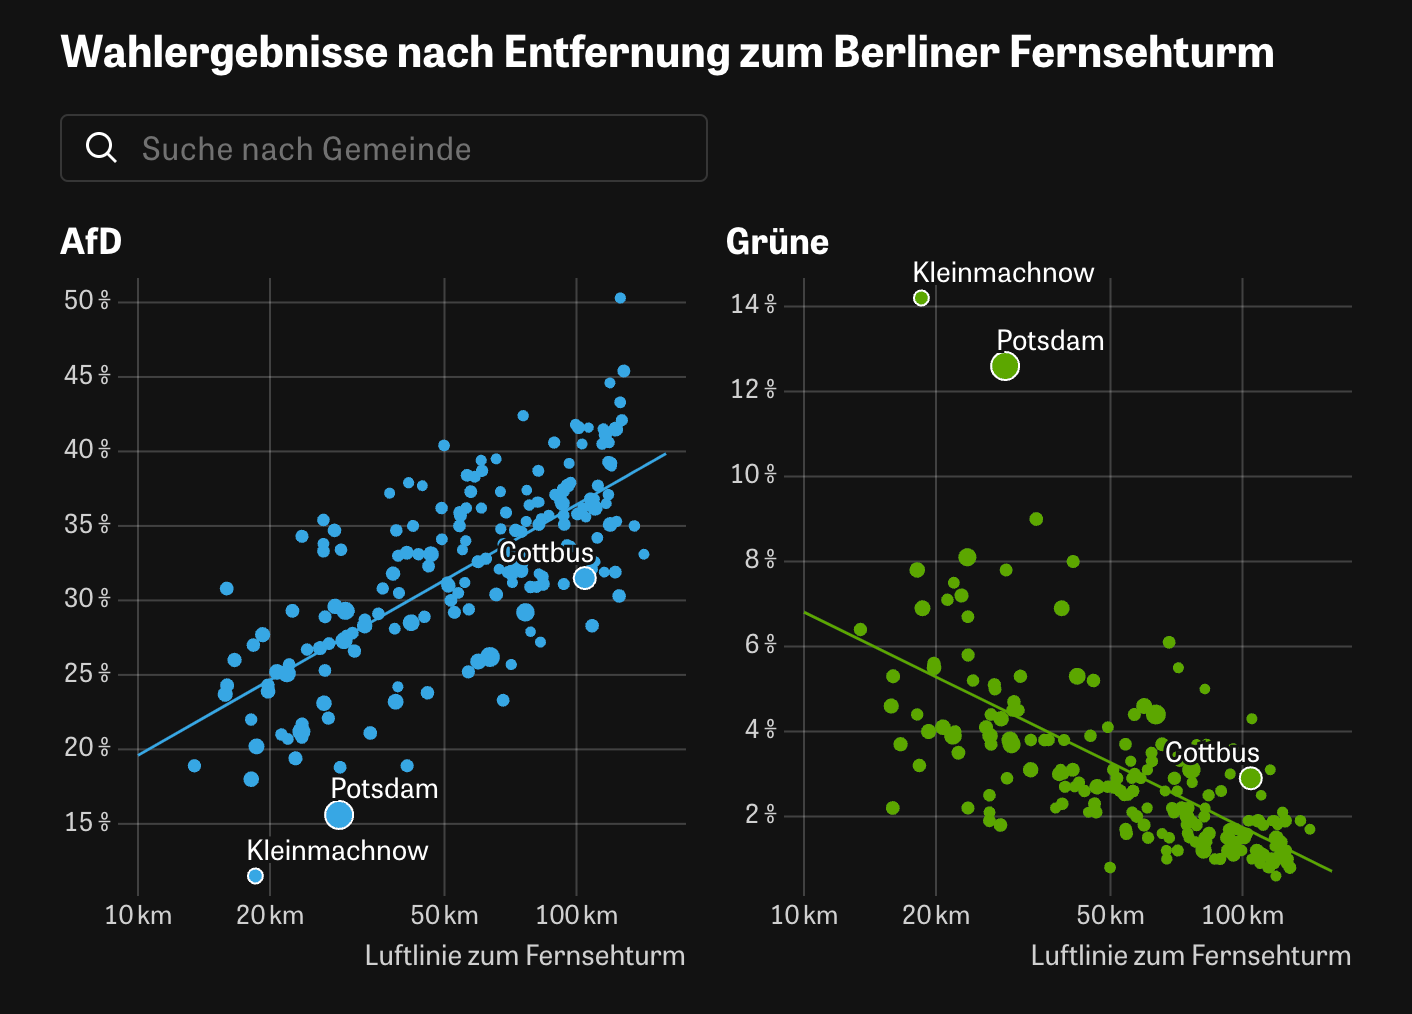 Wahlergebnisse nach Entfernung zum Berliner Fernsehturm
Suche nach Gemeinde
AfD
50 %
45 %
40 %
35 %
30 %
25 %
20 %
15 %
Cottbus
Potsdam
Kleinmachnow
10 km 20 km 50 km 100 km
Luftlinie zum Fernsehturm
Grüne
Kleinmachnow
14 %
Potsdam
12 %
10 %
8 %
6 %
4 %
Cottbus
2 %
10 km 20 km 50 km 100 km
Luftlinie zum Fernsehturm